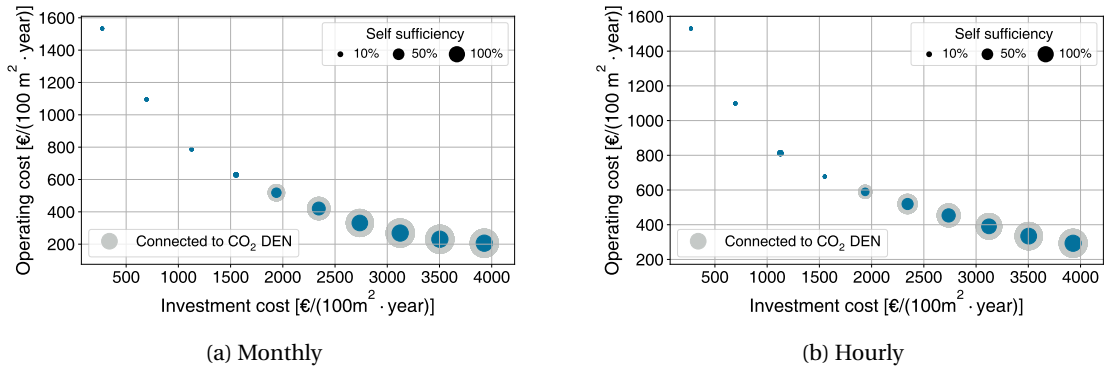 1600
1400
1200
1000
800
600
400
200
Operating cost [€/(100 m² · year)]
Self sufficiency
10% 50% 100%
Connected to CO₂ DEN
500 1000 1500 2000 2500 3000 3500 4000
Investment cost [€/(100m² · year)]
(a) Monthly
1600
1400
1200
1000
800
600
400
200
Operating cost [€/(100 m² · year)]
Self sufficiency
10% 50% 100%
Connected to CO₂ DEN
500 1000 1500 2000 2500 3000 3500 4000
Investment cost [€/(100m² · year)]
(b) Hourly